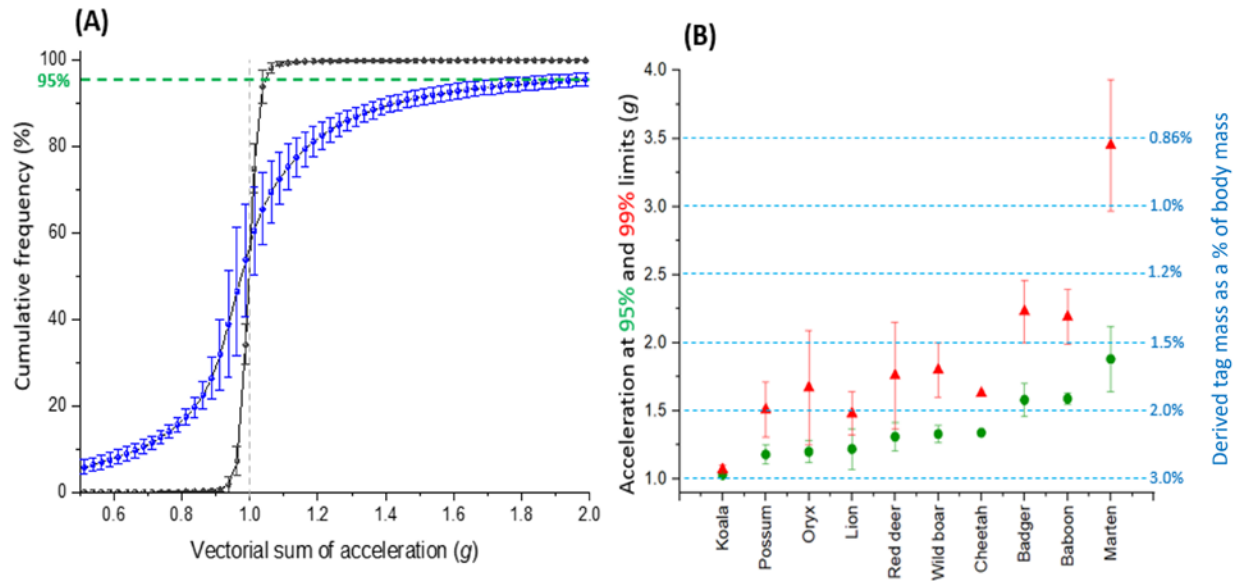 (A)
Cumulative frequency (%)
100
95%
80
60
40
20
0
0.6 0.8 1.0 1.2 1.4 1.6 1.8 2.0
Vectorial sum of acceleration (g)
(B)
Acceleration at 95% and 99% limits (g)
4.0
3.5
3.0
2.5
2.0
1.5
1.0
0.86%
1.0%
1.2%
1.5%
2.0%
3.0%
Derived tag mass as a % of body mass
Koala
Possum
Oryx
Lion
Red deer
Wild boar
Cheetah
Badger
Baboon
Marten